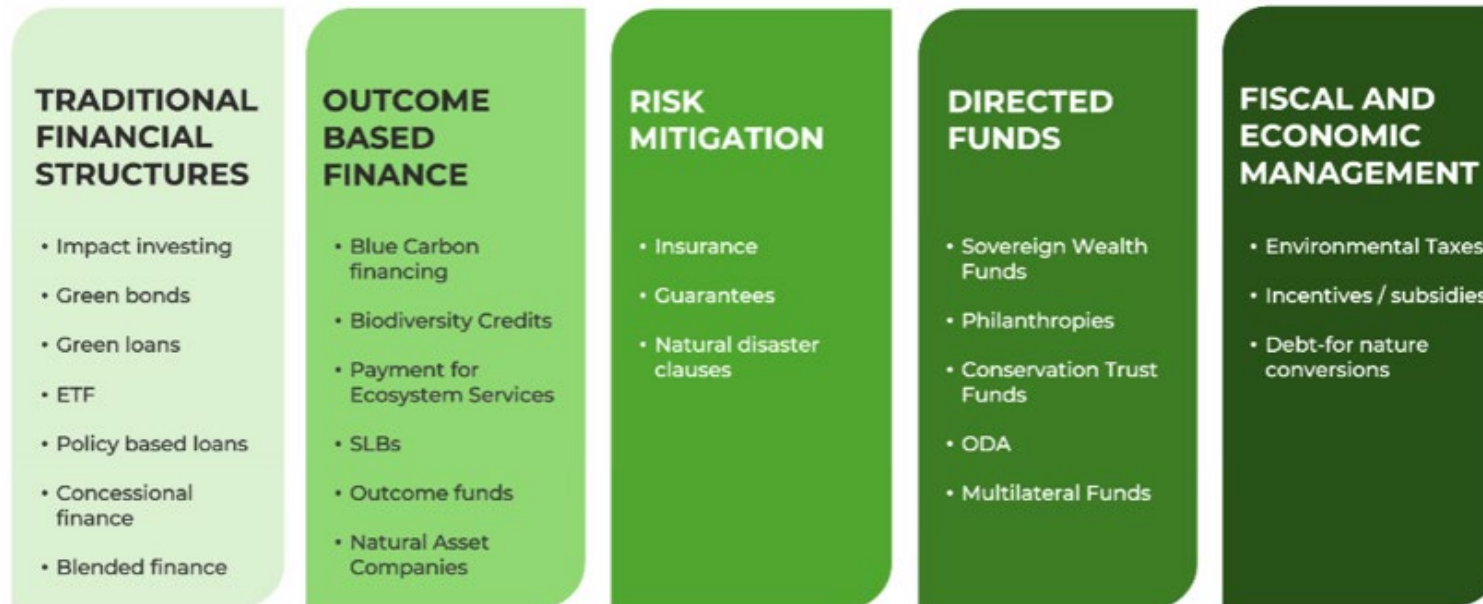 TRADITIONAL
FINANCIAL
STRUCTURES
• Impact investing
• Green bonds
• Green loans
• ETF
• Policy based loans
• Concessional
finance
• Blended finance
OUTCOME
BASED
FINANCE
• Blue Carbon
financing
• Biodiversity Credits
• Payment for
Ecosystem Services
• SLBs
• Outcome funds
• Natural Asset
Companies
RISK
MITIGATION
• Insurance
• Guarantees
• Natural disaster
clauses
DIRECTED
FUNDS
• Sovereign Wealth
Funds
• Philanthropies
• Conservation Trust
Funds
• ODA
• Multilateral Funds
FISCAL AND
ECONOMIC
MANAGEMENT
• Environmental Taxes
• Incentives / subsidies
• Debt-for nature
conversions